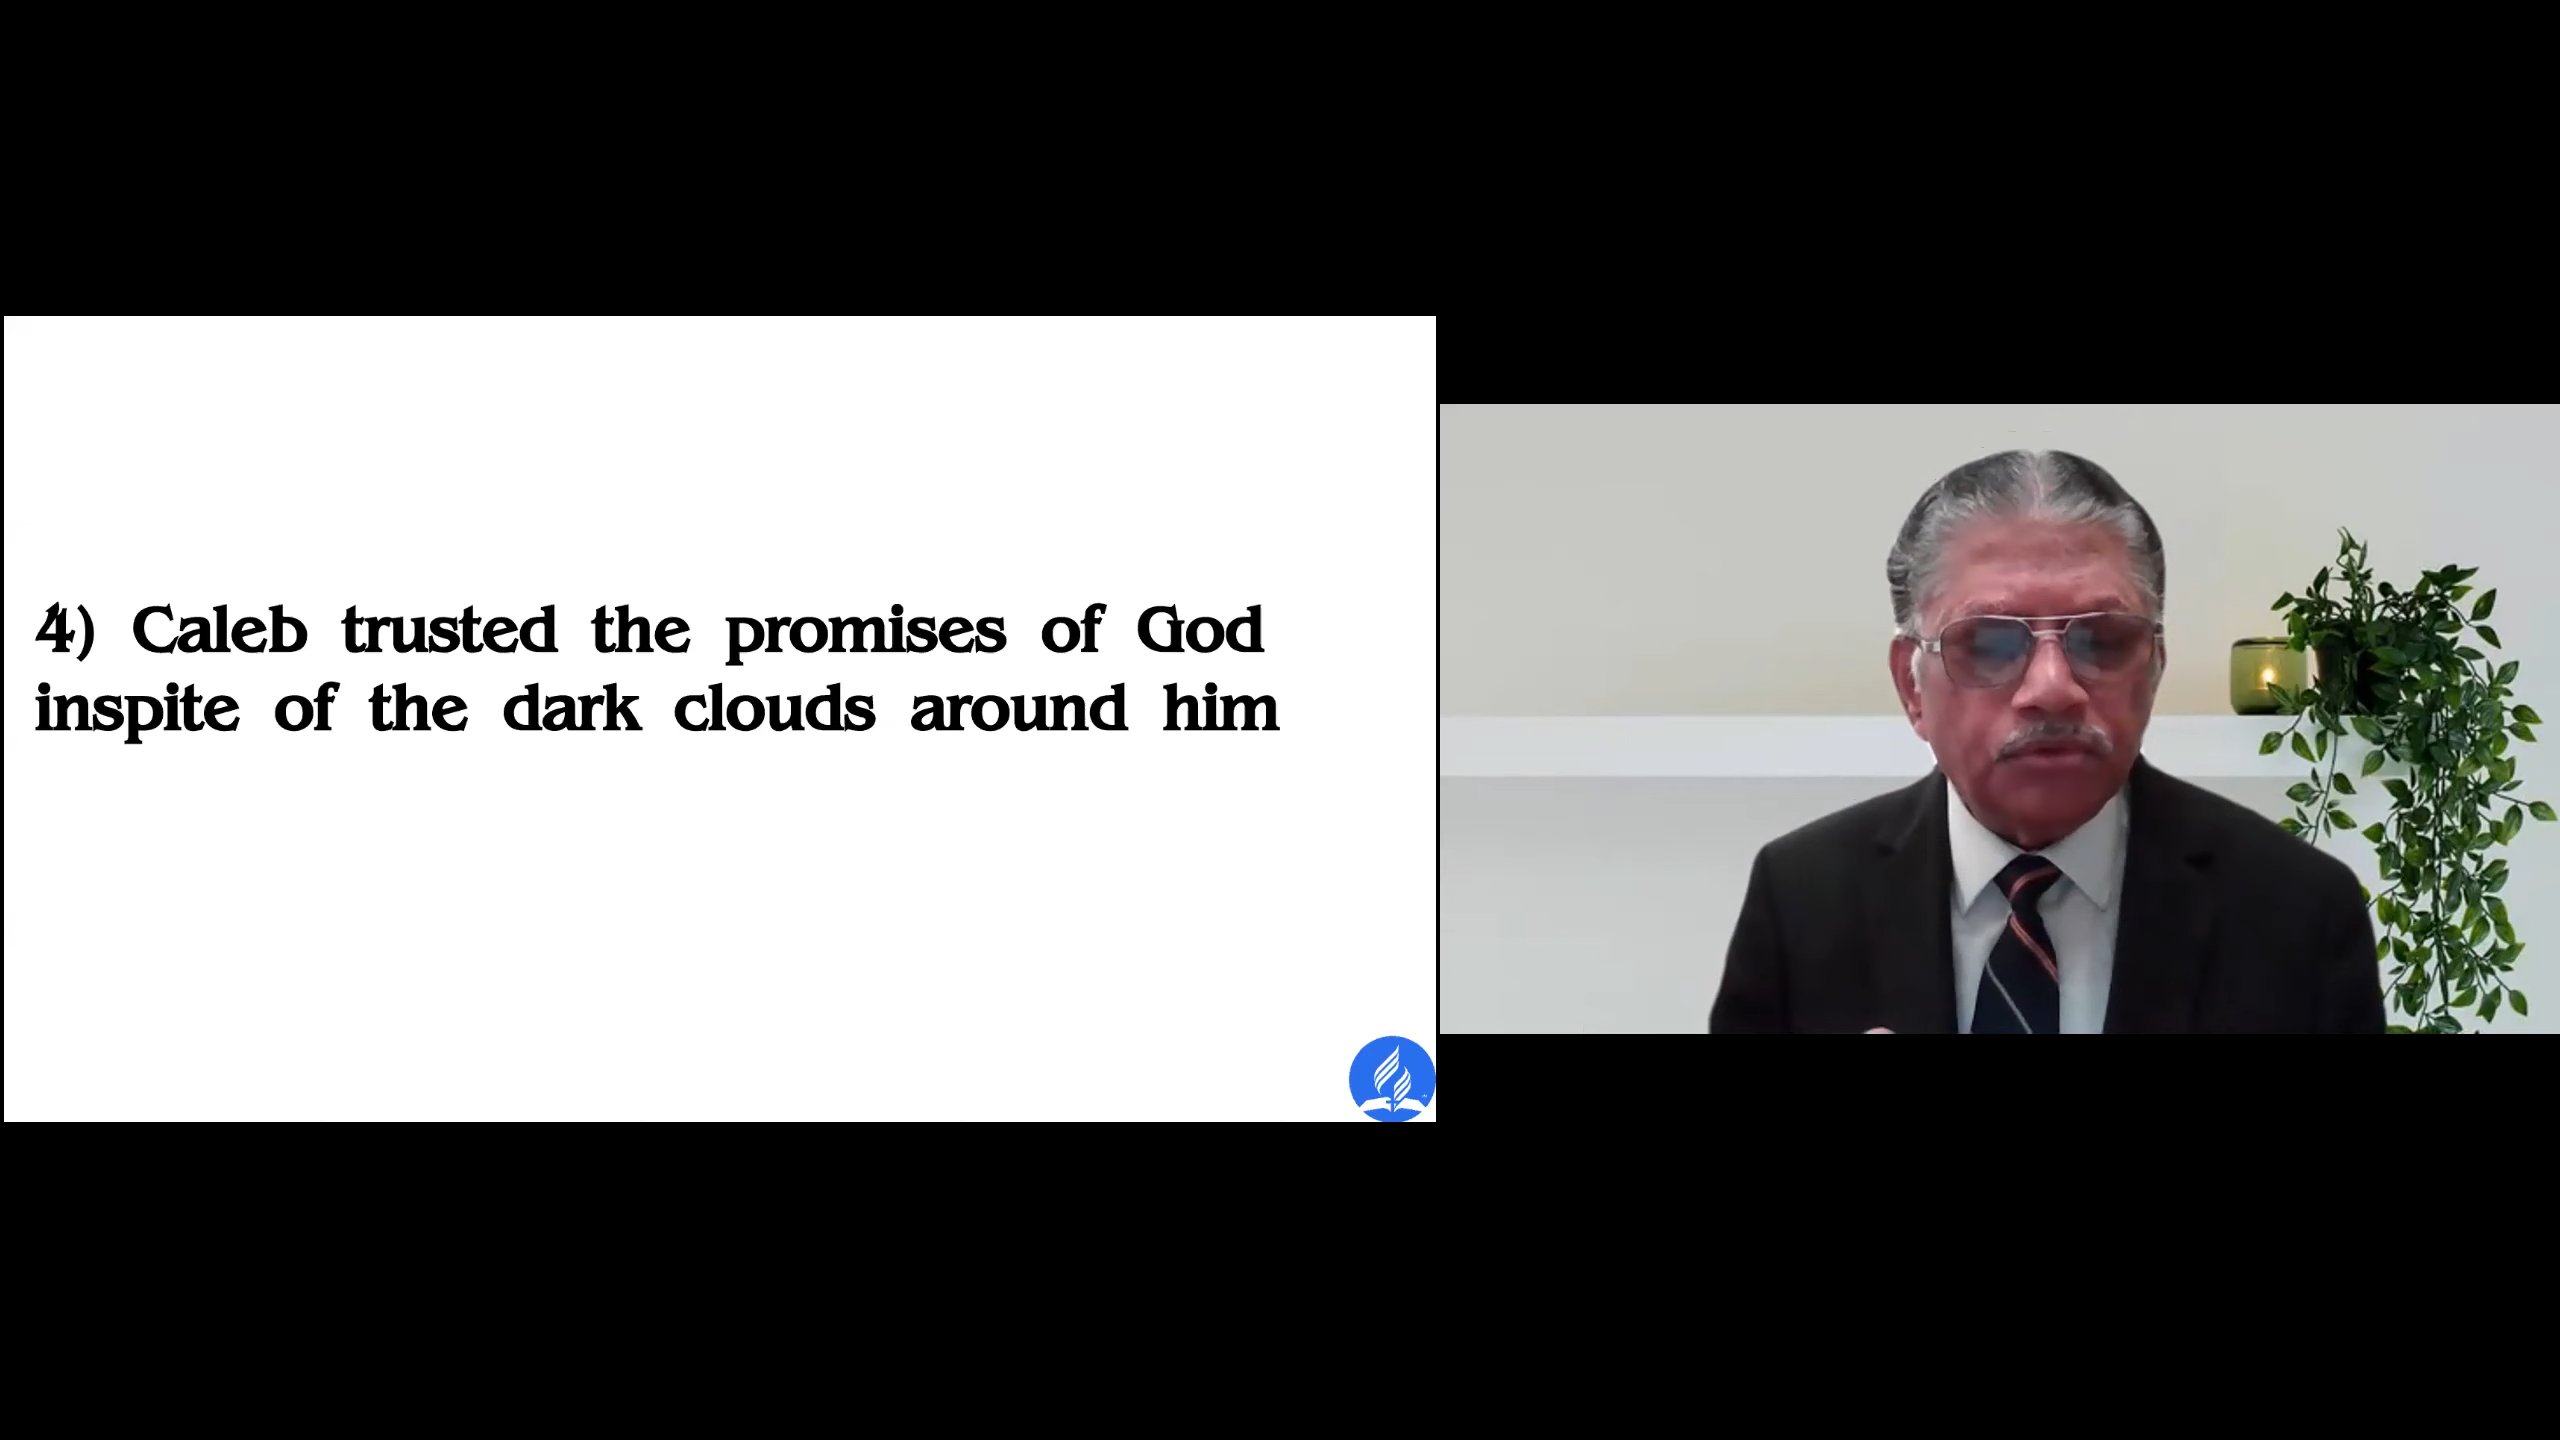 4) Caleb trusted the promises of God
inspite of the dark clouds around him